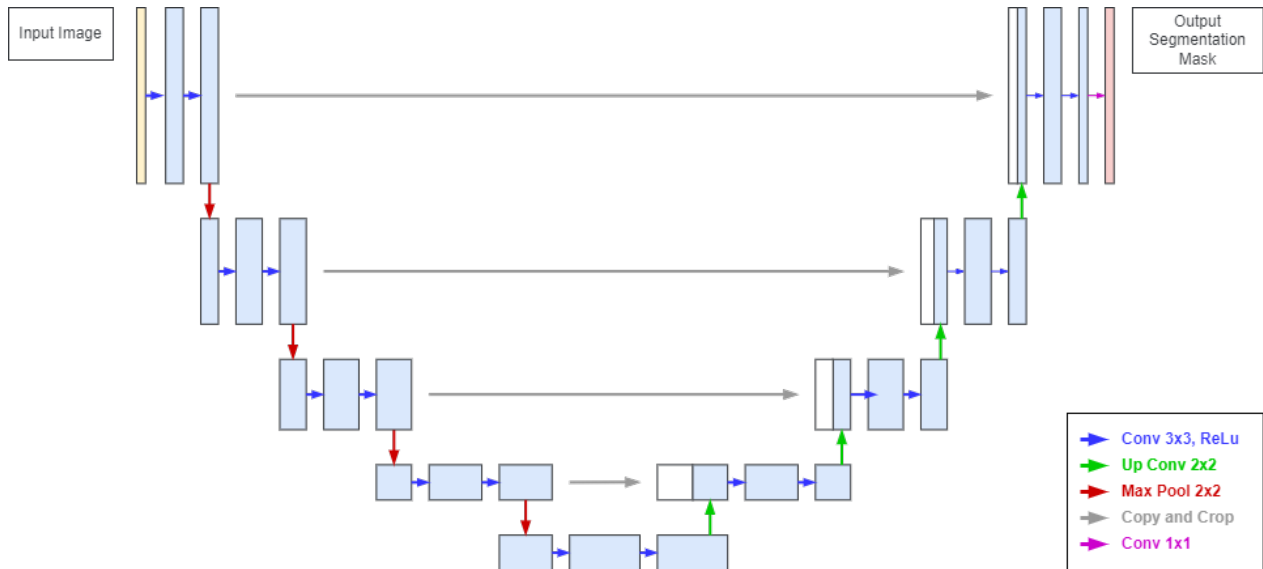 Input Image
Output
Segmentation
Mask
Conv 3x3, ReLu
Up Conv 2x2
Max Pool 2x2
Copy and Crop
Conv 1x1